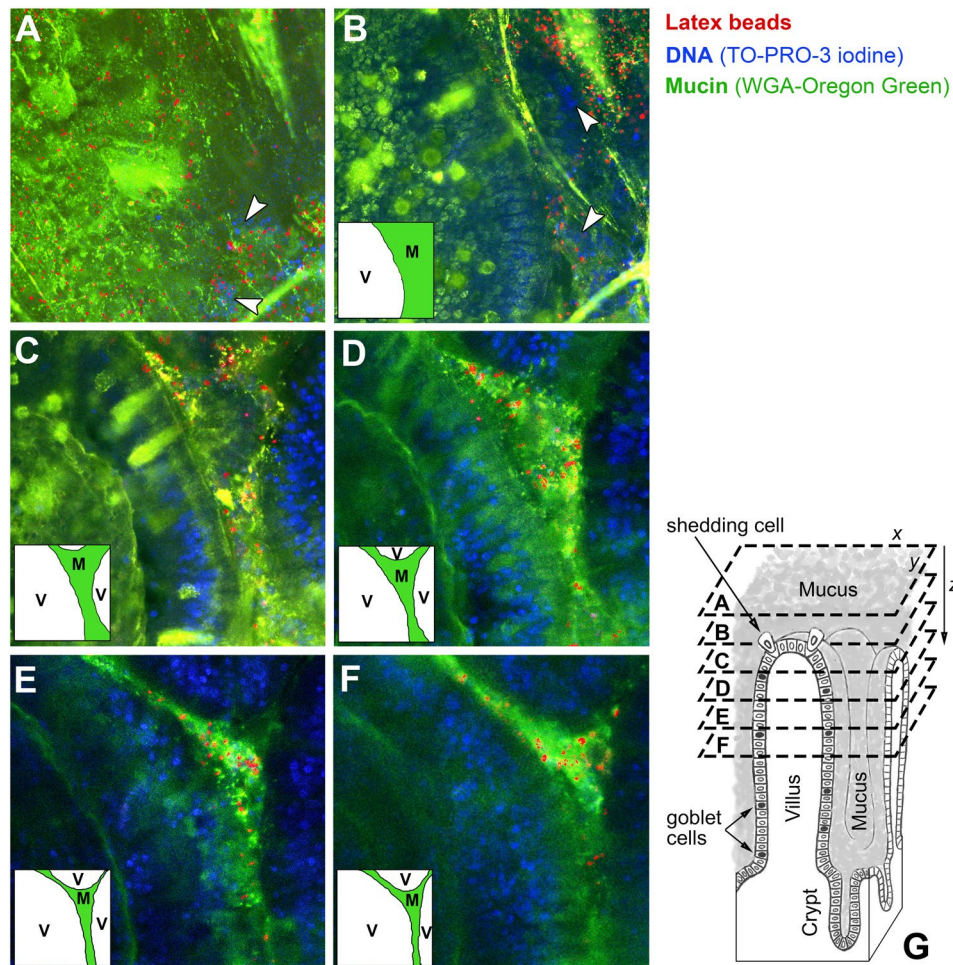 A
B
Latex beads
DNA (TO-PRO-3 iodine)
Mucin (WGA-Oregon Green)
V
M
C
D
M
V
V
V
M
V
V
E
F
V
M
V
V
V
M
V
V
shedding cell
x
y
z
Mucus
A
B
C
D
E
F
goblet
cells
Villus
Mucus
Crypt
G